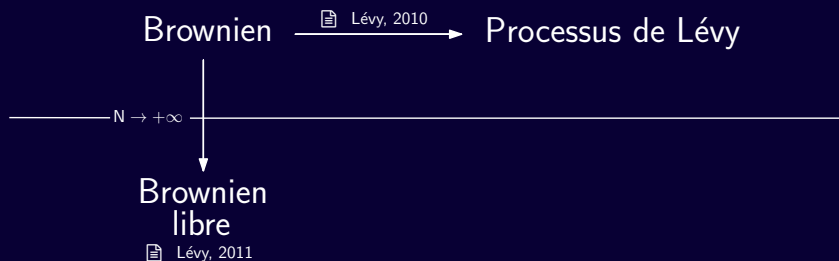 Lévy, 2010
Brownien
Processus de Lévy
N → +∞
Brownien
libre
Lévy, 2011